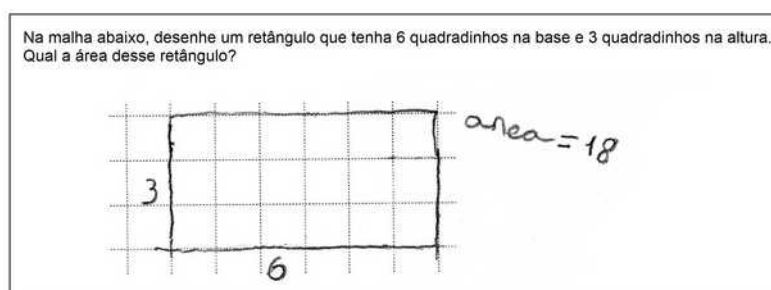 Na malha abaixo, desenhe um retângulo que tenha 6 quadradinhos na base e 3 quadradinhos na altura.
Qual a área desse retângulo?
area = 18
3
6